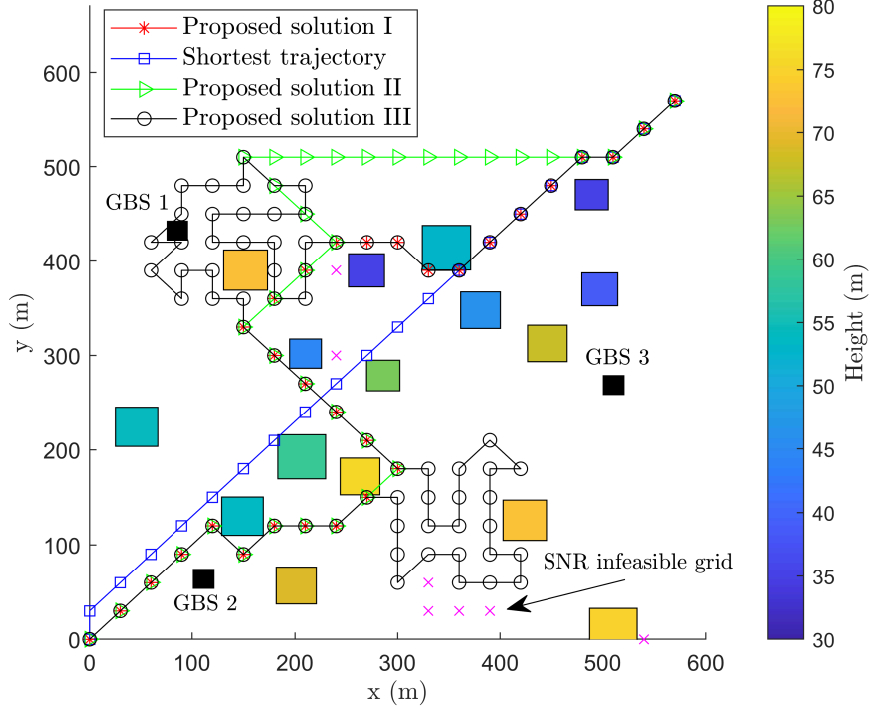 Proposed solution I
Shortest trajectory
Proposed solution II
Proposed solution III
GBS 1
GBS 2
GBS 3
SNR infeasible grid
0
100
200
300
400
500
600
y (m)
0
100
200
300
400
500
600
x (m)
80
75
70
65
60
55
50
45
40
35
30
Height (m)